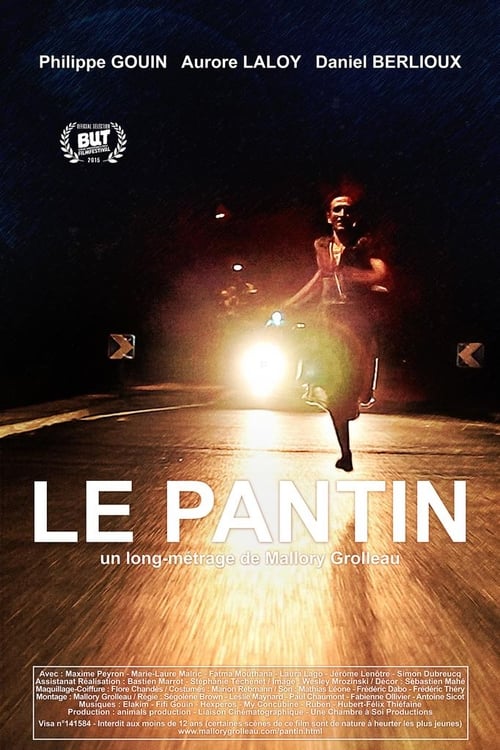 Philippe GOUIN Aurore LALOY Daniel BERLIOUX
OFFICIAL SELECTION
BUT
FILMFESTIVAL
2015
LE PANTIN
un long-métrage de Mallory Grolleau
Avec : Maxime Peyron - Marie-Laure Malric - Fatma Mouthana - Laura Lago - Jérôme Lenôtre - Simon Dubreucq
Assistanat Réalisation : Bastien Marrot - Stéphanie Techenet / Image : Wesley Mrozinski / Décor : Sébastien Mahé
Maquillage-Coiffure : Flore Chandès / Costumes : Manon Rebmann / Son : Mathias Léone - Frédéric Dabo - Frédéric Théry
Montage : Mallory Grolleau / Régie : Ségolène Brown - Leslie Maynard - Paul Chaumont - Fabienne Ollivier - Antoine Sicot
Musiques : Elakim - Fifi Gouin - Hexperos - My Concubine - Ruben - Hubert-Félix Thiéfaine
Production : animals production - Liaison Cinématographique - Une Chambre à Soi Productions
Visa n°141584 - Interdit aux moins de 12 ans (certaines scènes de ce film sont de nature à heurter les plus jeunes)
www.mallorygrolleau.com/pantin.html